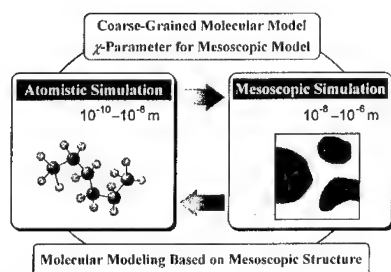 Coarse-Grained Molecular Model
χ-Parameter for Mesoscopic Model
Atomistic Simulation
10⁻¹⁰–10⁻⁸ m
Mesoscopic Simulation
10⁻⁸–10⁻⁶ m
Molecular Modeling Based on Mesoscopic Structure